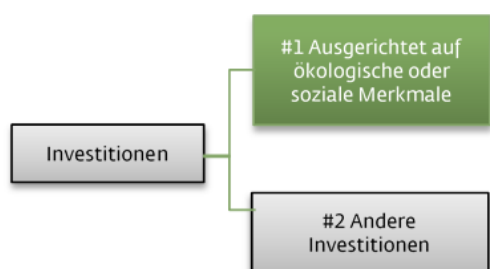 #1 Ausgerichtet auf
ökologische oder
soziale Merkmale
Investitionen
#2 Andere
Investitionen